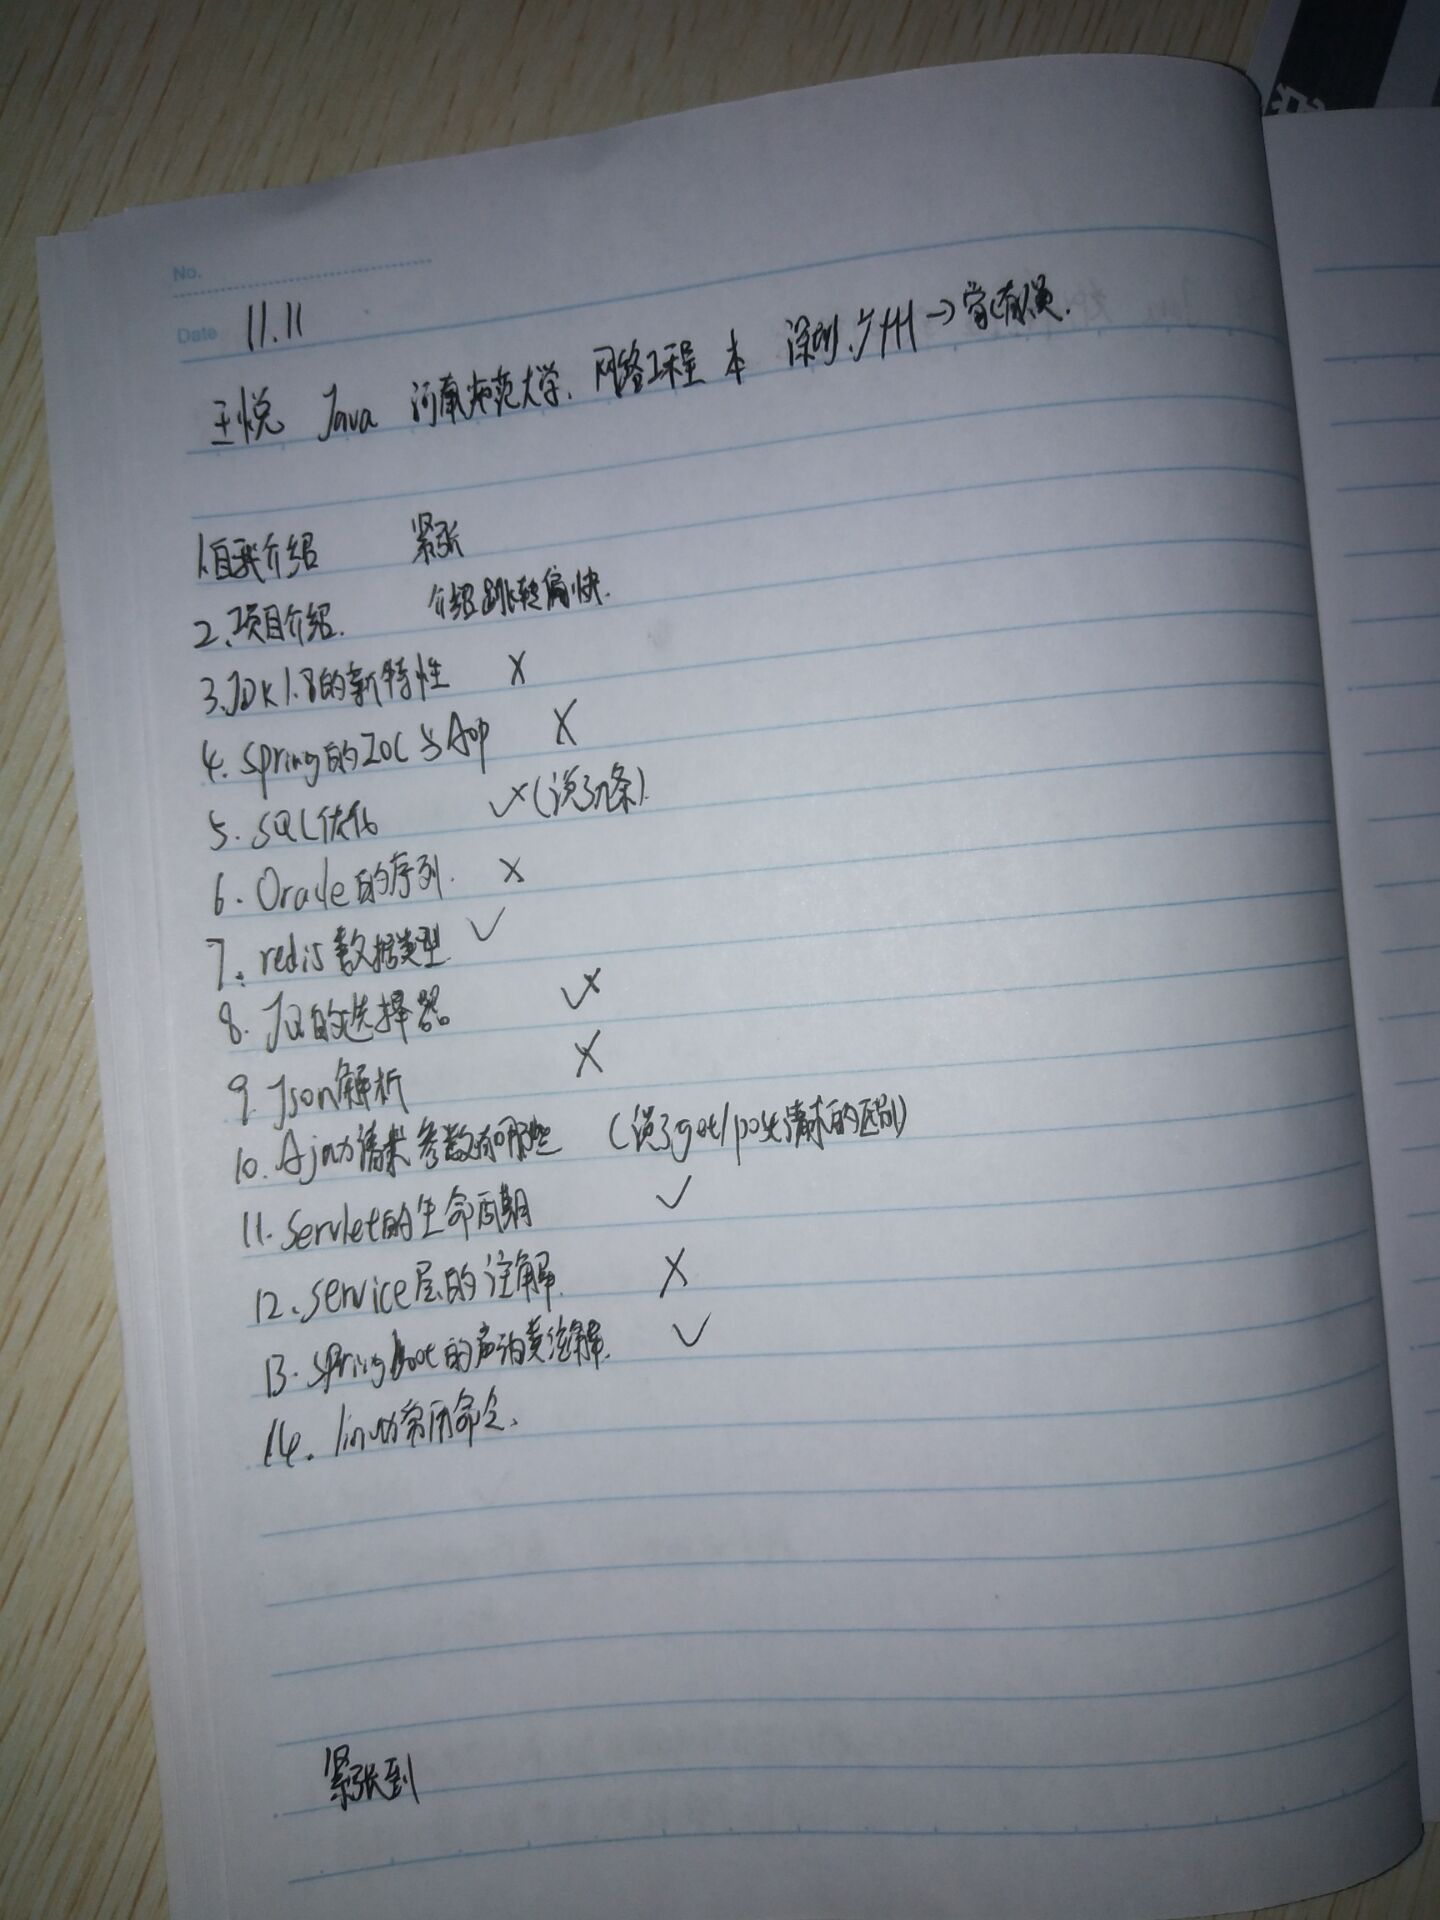 No.
Date 11.11
王悦 Java 河南师范大学. 网络工程 本 深圳.广州→
1.自我介绍 紧张
2.项目介绍. 介绍跳转偏快.
3.JDK1.8的新特性 ×
4.Spring的IOC与Aop ×
5.SQL优化 √×(说了几条).
6.Oracle的序列. ×
7.redis数据类型 √
8.JQ的选择器。 √×
9.Json解析 ×
10.Ajax请求参数有哪些 (说了get/post请求的区别)
11.Servlet的生命周期 √
12.Service层的注解. ×
13.Springboot的启动类注解. √
14.linux常用命令.
紧张到